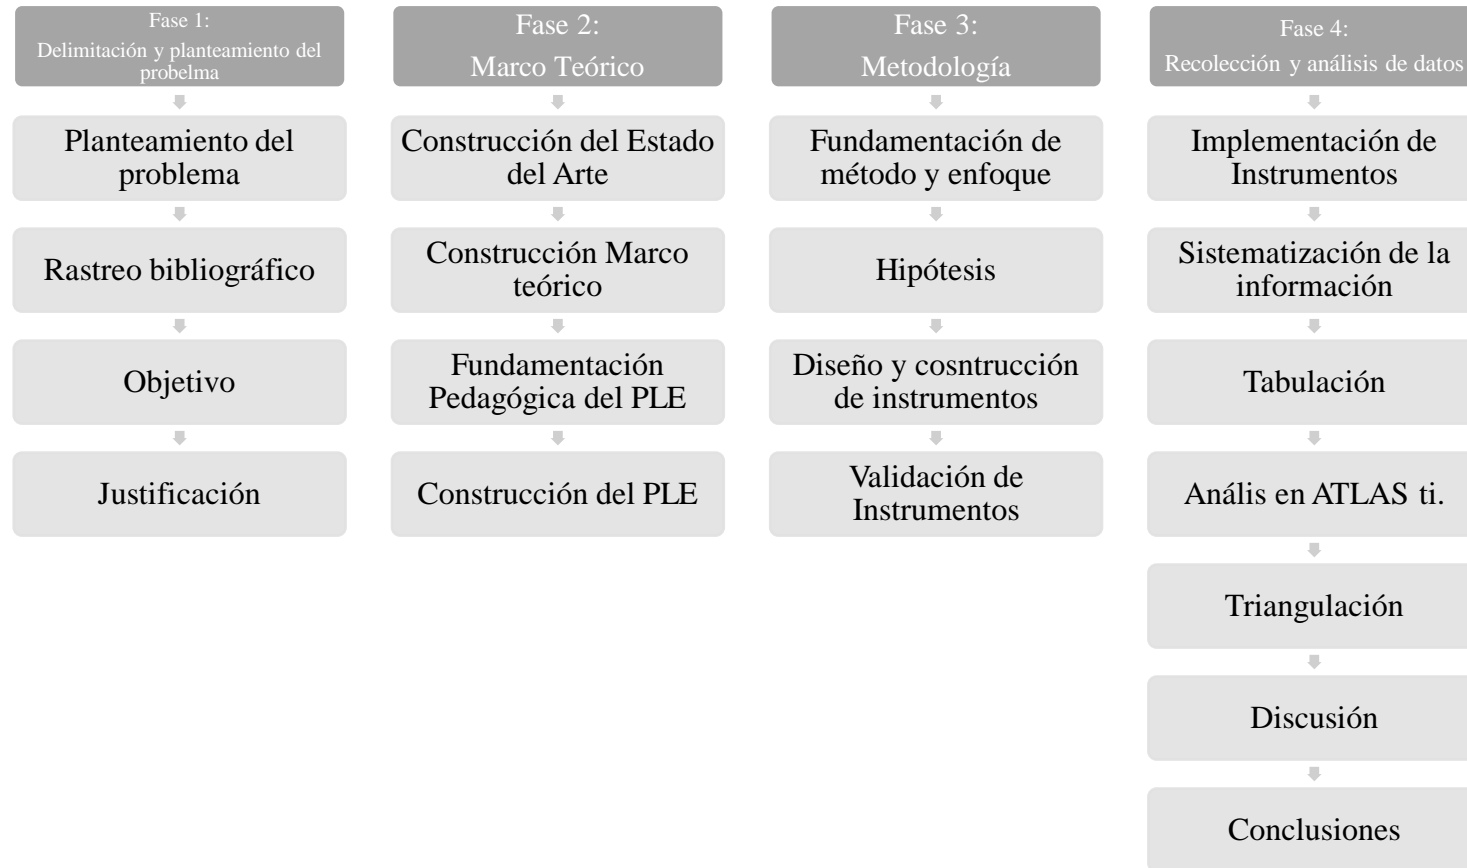 Fase 1:
Delimitación y planteamiento del
probelma
Planteamiento del
problema
Rastreo bibliográfico
Objetivo
Justificación
Fase 2:
Marco Teórico
Construcción del Estado
del Arte
Construcción Marco
teórico
Fundamentación
Pedagógica del PLE
Construcción del PLE
Fase 3:
Metodología
Fundamentación de
método y enfoque
Hipótesis
Diseño y cosntrucción
de instrumentos
Validación de
Instrumentos
Fase 4:
Recolección y análisis de datos
Implementación de
Instrumentos
Sistematización de la
información
Tabulación
Anális en ATLAS ti.
Triangulación
Discusión
Conclusiones